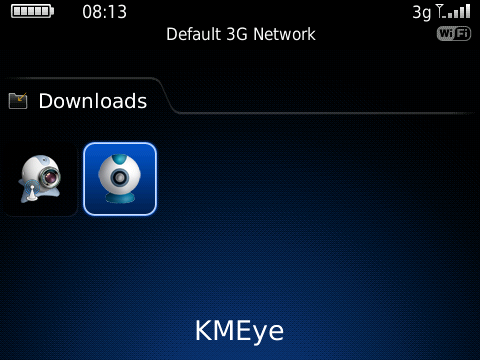 08:13
3g
Default 3G Network
WiFi
Downloads
KMEye